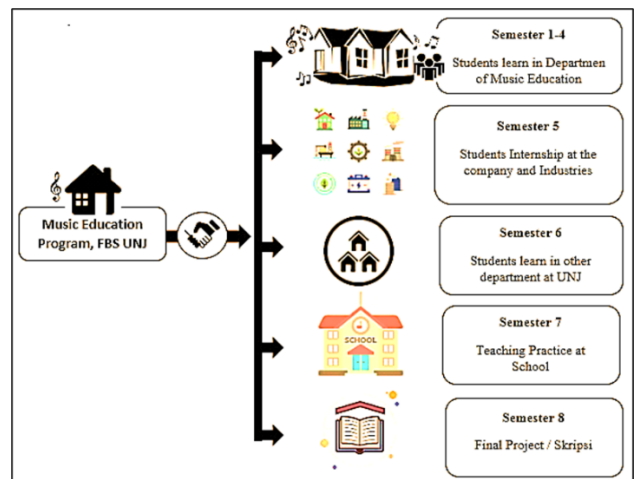 Music Education
Program, FBS UNJ
Semester 1-4
Students learn in Departmen
of Music Education
Semester 5
Students Internship at the
company and Industries
Semester 6
Students learn in other
department at UNJ
SCHOOL
Semester 7
Teaching Practice at
School
Semester 8
Final Project / Skripsi